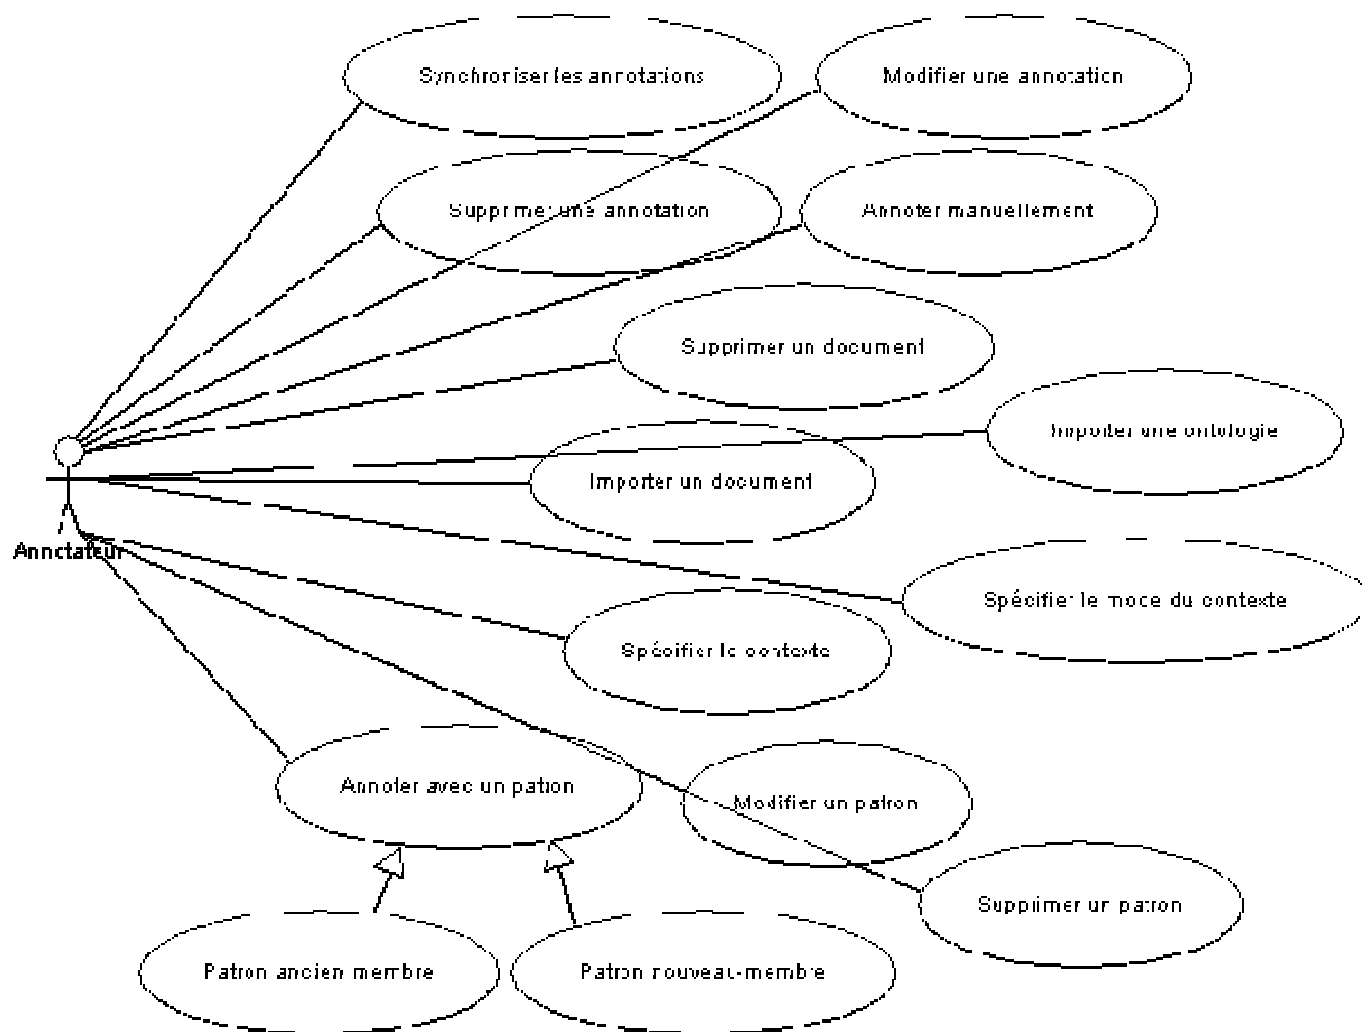 Synchroniser les annotations
Modifier une annotation
Supprimer une annotation
Annoter manuellement
Supprimer un document
Importer une ontologie
Importer un document
Annotateur
Spécifier le mode du contexte
Spécifier le contexte
Annoter avec un patron
Modifier un patron
Supprimer un patron
Patron ancien membre
Patron nouveau-membre